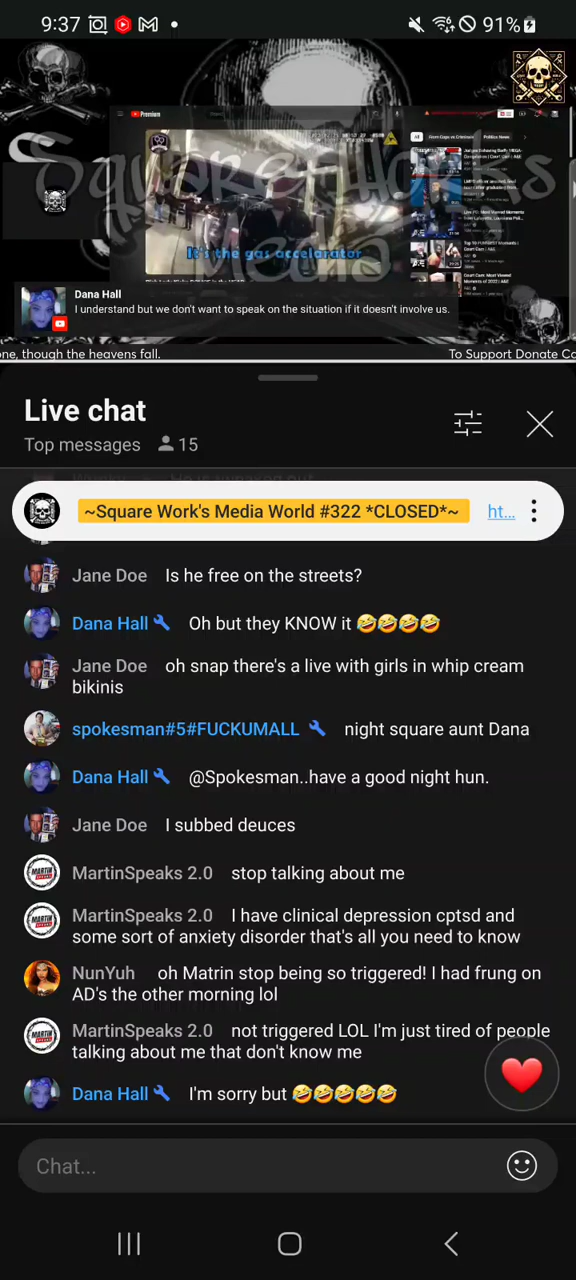 9:37
91%
Premium
All
SquareWorks
Media
It's the gas accelarator
Dana Hall
I understand but we don't want to speak on the situation if it doesn't involve us.
one, though the heavens fall.
To Support Donate Ca
Live chat
Top messages 15
~Square Work's Media World #322 *CLOSED*~ ht...
Jane Doe Is he free on the streets?
Dana Hall Oh but they KNOW it 🤣🤣🤣🤣
Jane Doe oh snap there's a live with girls in whip cream
bikinis
spokesman#5#FUCKUMALL night square aunt Dana
Dana Hall @Spokesman..have a good night hun.
Jane Doe I subbed deuces
MartinSpeaks 2.0 stop talking about me
MartinSpeaks 2.0 I have clinical depression cptsd and
some sort of anxiety disorder that's all you need to know
NunYuh oh Matrin stop being so triggered! I had frung on
AD's the other morning lol
MartinSpeaks 2.0 not triggered LOL I'm just tired of people
talking about me that don't know me
Dana Hall I'm sorry but 🤣🤣🤣🤣🤣
Chat...